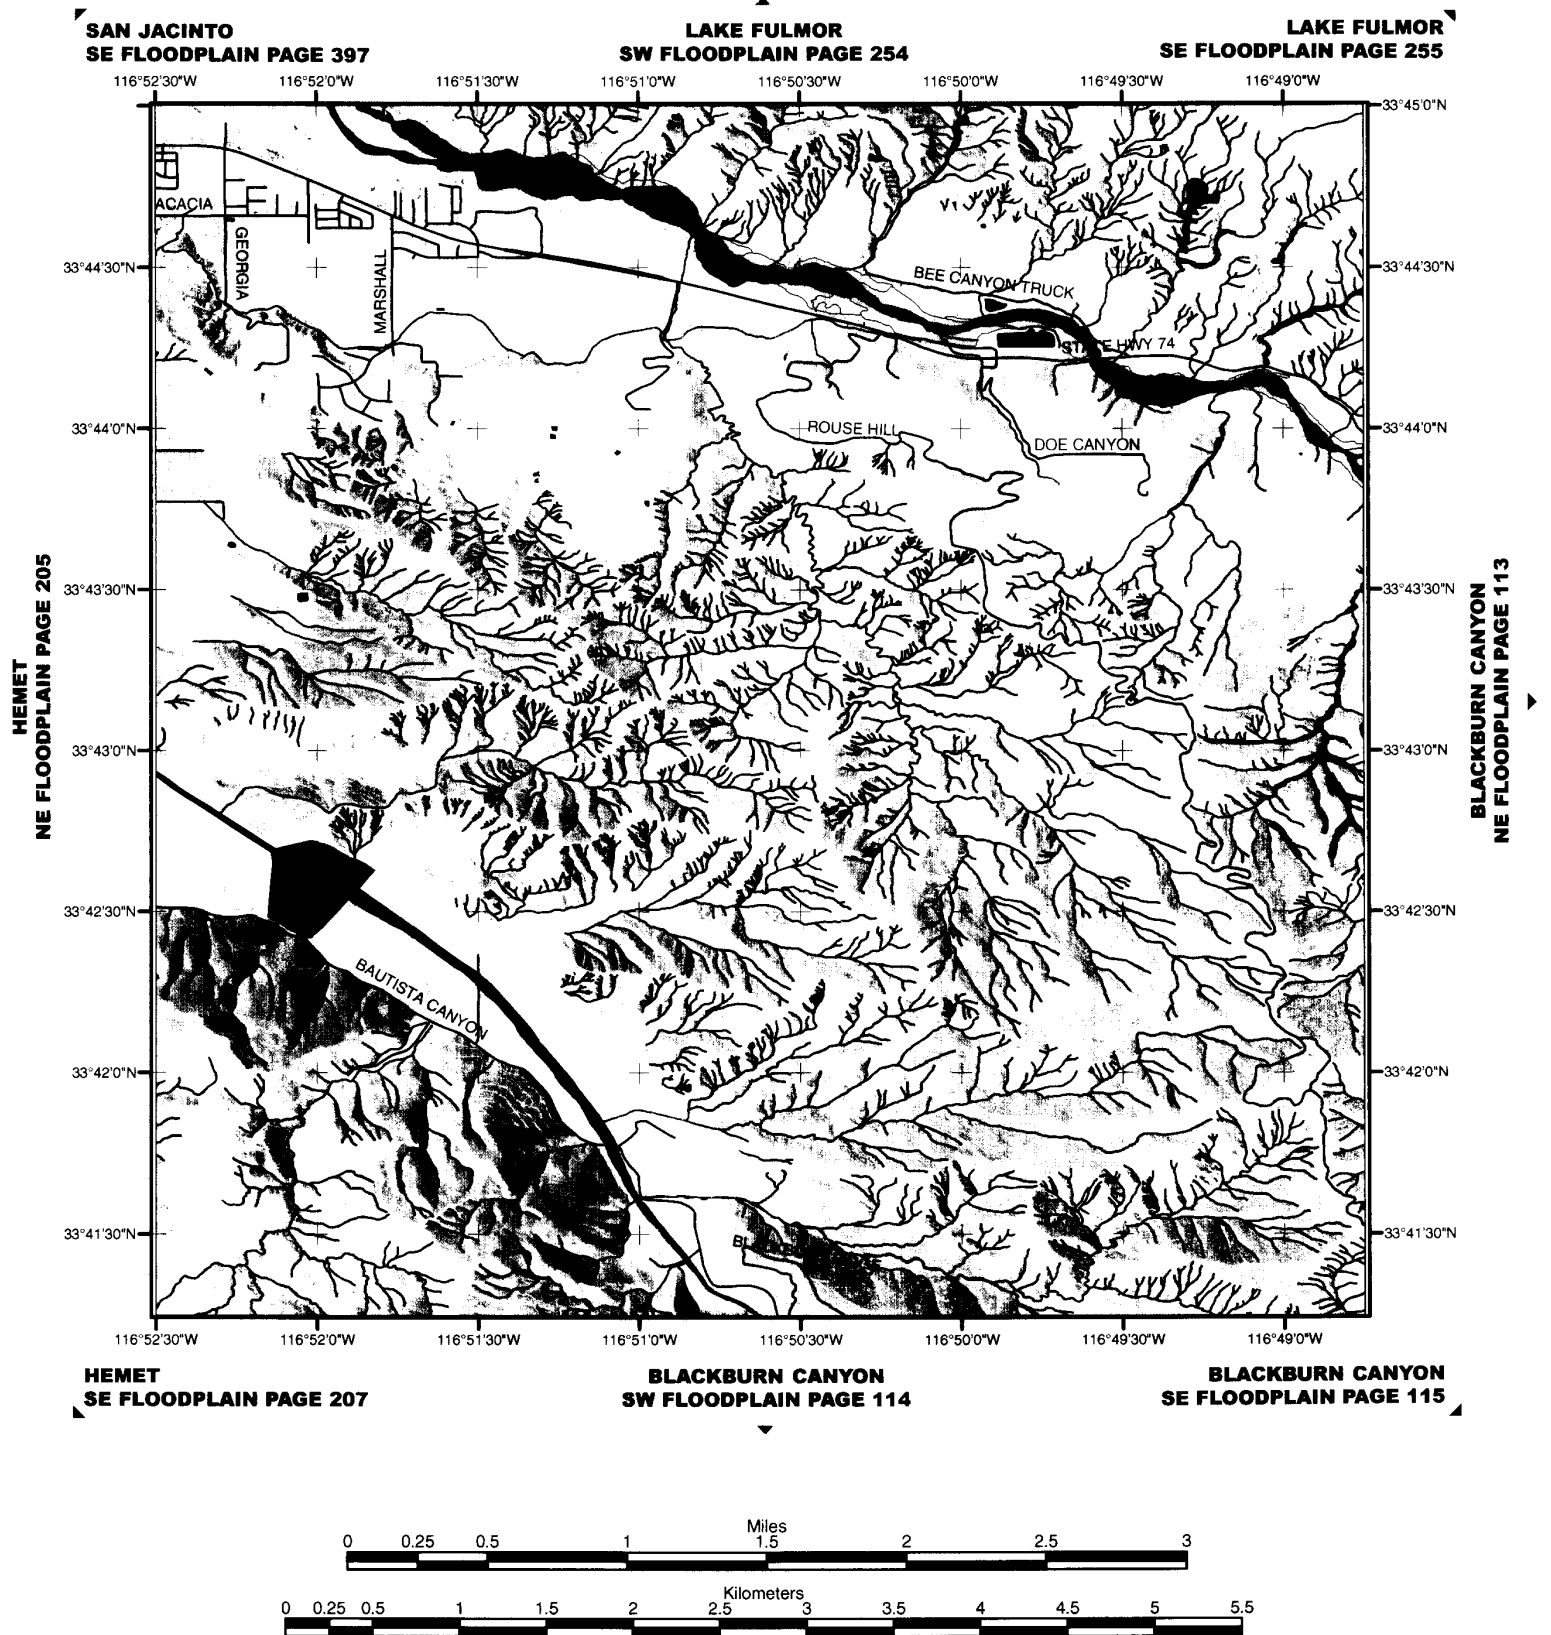 SAN JACINTO
SE FLOODPLAIN PAGE 397
LAKE FULMOR
SW FLOODPLAIN PAGE 254
LAKE FULMOR
SE FLOODPLAIN PAGE 255
116°52'30"W 116°52'0"W 116°51'30"W 116°51'0"W 116°50'30"W 116°50'0"W 116°49'30"W 116°49'0"W
33°45'0"N
ACACIA
GEORGIA
MARSHALL
33°44'30"N 33°44'30"N
BEE CANYON TRUCK
STATE HWY 74
33°44'0"N 33°44'0"N
ROUSE HILL
DOE CANYON
HEMET
NE FLOODPLAIN PAGE 205
BLACKBURN CANYON
NE FLOODPLAIN PAGE 113
33°43'30"N 33°43'30"N
33°43'0"N 33°43'0"N
33°42'30"N 33°42'30"N
BAUTISTA CANYON
33°42'0"N 33°42'0"N
33°41'30"N 33°41'30"N
116°52'30"W 116°52'0"W 116°51'30"W 116°51'0"W 116°50'30"W 116°50'0"W 116°49'30"W 116°49'0"W
HEMET
SE FLOODPLAIN PAGE 207
BLACKBURN CANYON
SW FLOODPLAIN PAGE 114
BLACKBURN CANYON
SE FLOODPLAIN PAGE 115
Miles
0 0.25 0.5 1 1.5 2 2.5 3
Kilometers
0 0.25 0.5 1 1.5 2 2.5 3 3.5 4 4.5 5 5.5